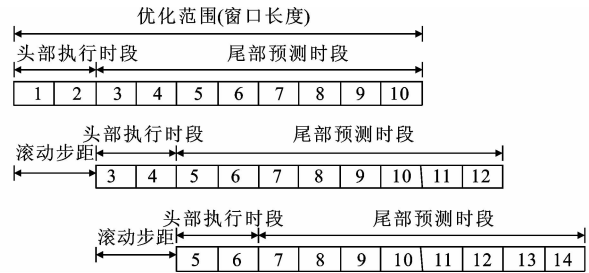 优化范围(窗口长度)
头部执行时段 尾部预测时段
1 2 3 4 5 6 7 8 9 10
头部执行时段 尾部预测时段
滚动步距
3 4 5 6 7 8 9 10 11 12
头部执行时段 尾部预测时段
滚动步距
5 6 7 8 9 10 11 12 13 14